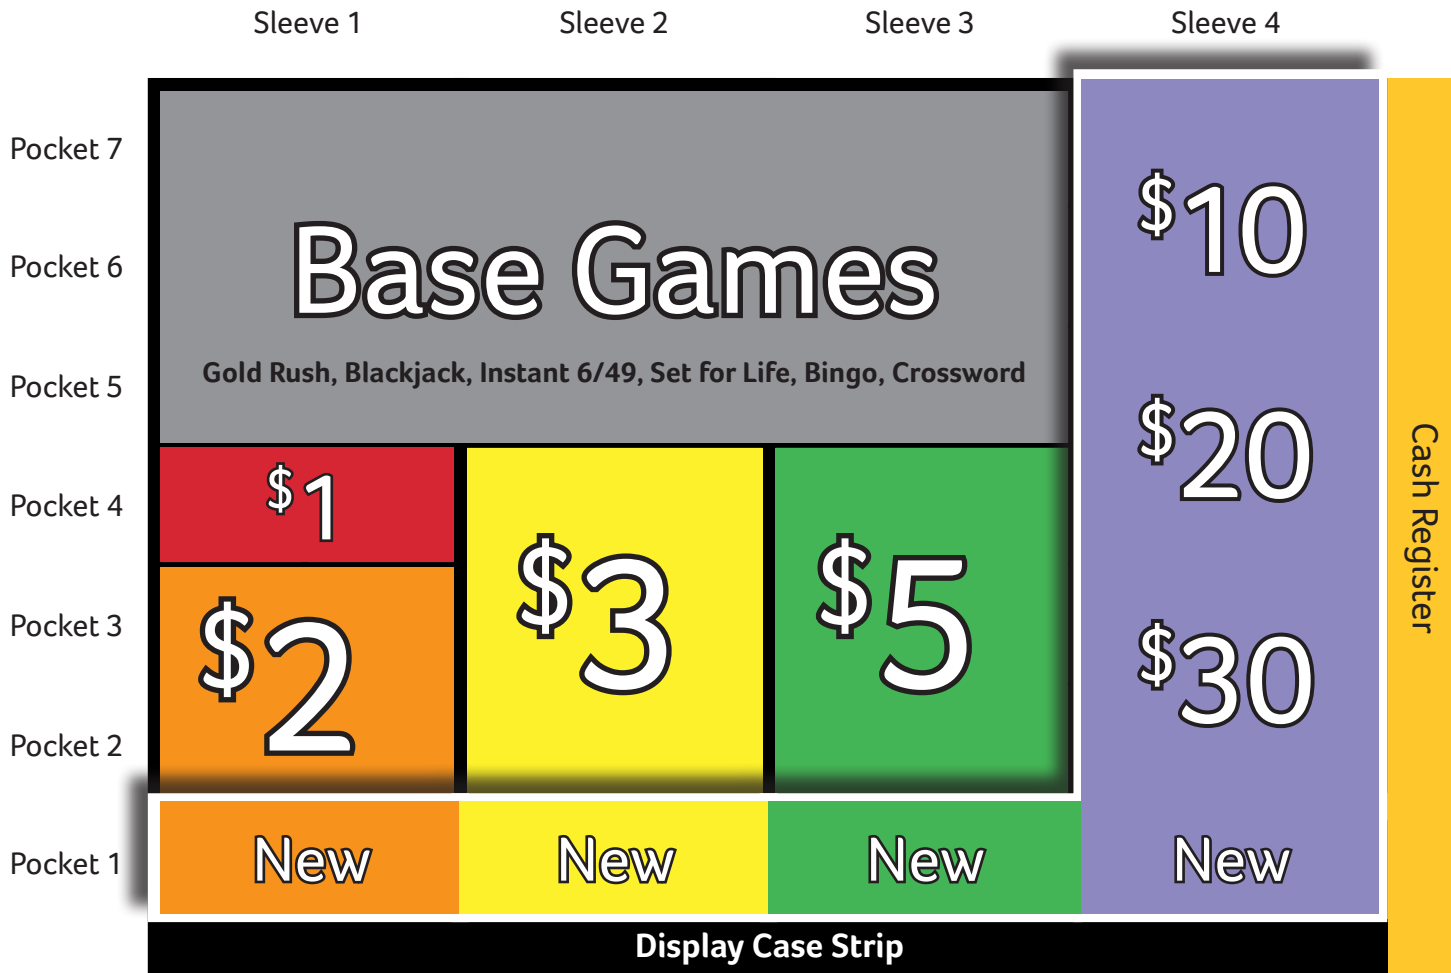 Sleeve 1 Sleeve 2 Sleeve 3 Sleeve 4
Pocket 7
$10
Pocket 6
Base Games
Pocket 5
Gold Rush, Blackjack, Instant 6/49, Set for Life, Bingo, Crossword
$20
Pocket 4
$1
Cash Register
Pocket 3
$2
$3
$5
$30
Pocket 2
Pocket 1
New New New New
Display Case Strip